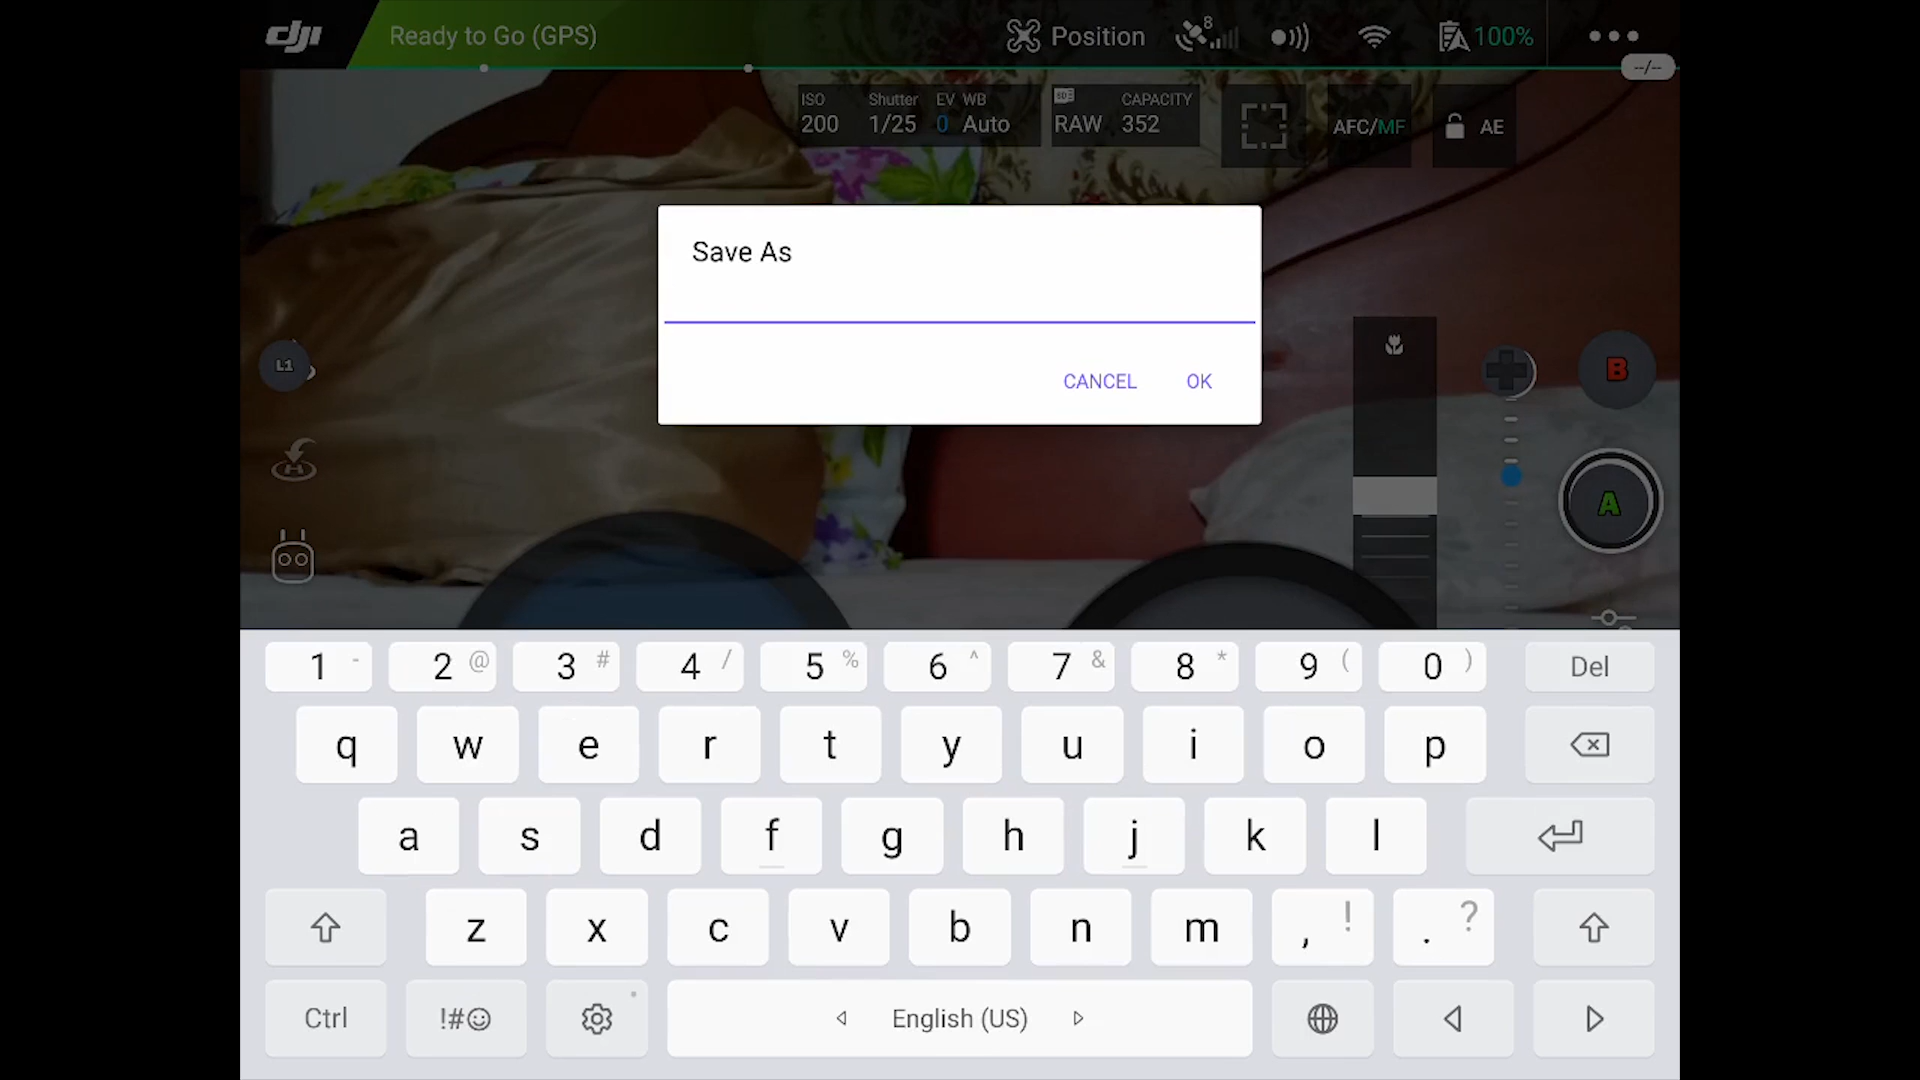 dji Ready to Go (GPS) Position 8 100%
--/--
ISO Shutter EV WB CAPACITY
200 1/25 0 Auto RAW 352 AFC/MF AE
Save As
CANCEL OK
L1
B
H
A
1 - 2 @ 3 # 4 / 5 % 6 ^ 7 & 8 * 9 ( 0 ) Del
q w e r t y u i o p
a s d f g h j k l
z x c v b n m , ! . ?
Ctrl !#☺ English (US)